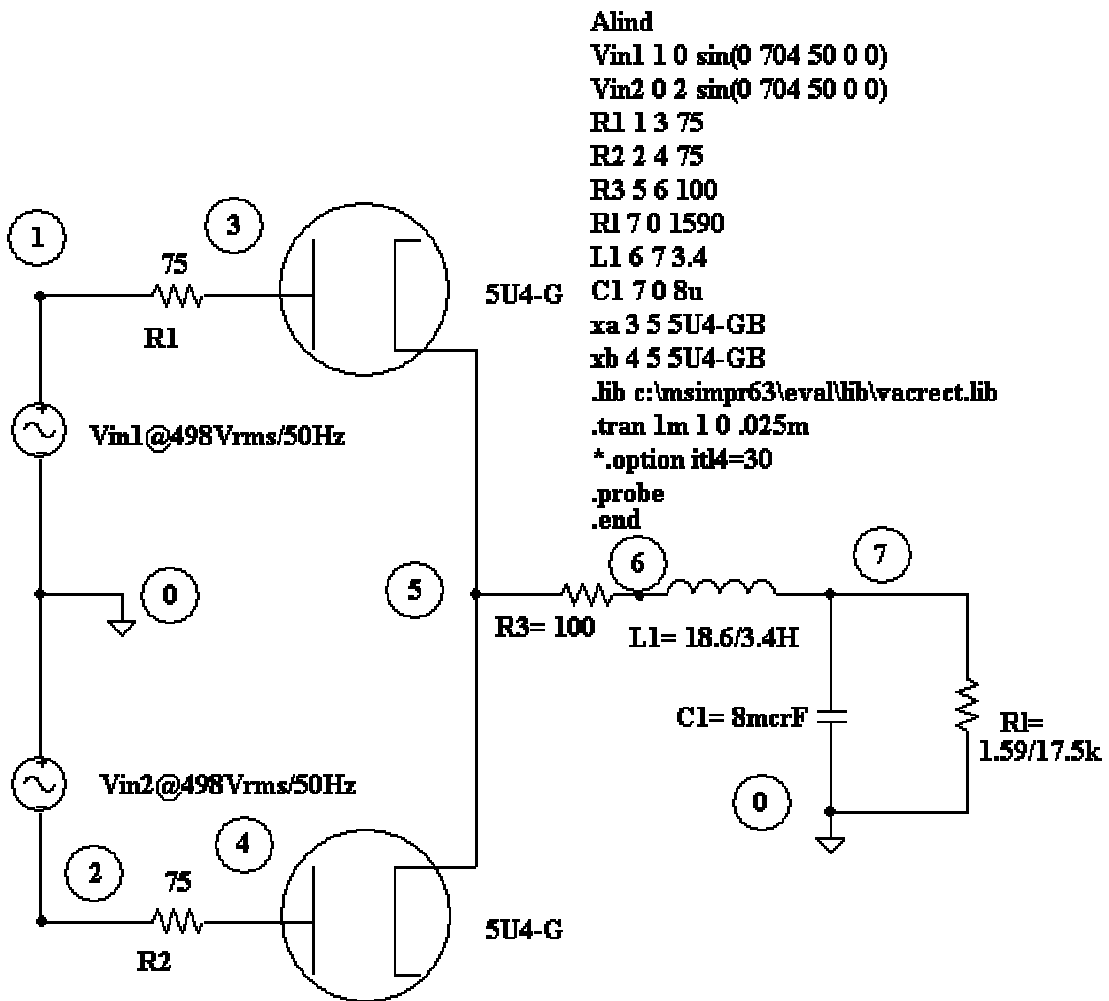 Alind
Vin1 1 0 sin(0 704 50 0 0)
Vin2 0 2 sin(0 704 50 0 0)
R1 1 3 75
R2 2 4 75
R3 5 6 100
Rl 7 0 1590
L1 6 7 3.4
C1 7 0 8u
xa 3 5 5U4-GB
xb 4 5 5U4-GB
.lib c:\msimpr63\eval\lib\vacrect.lib
.tran 1m 1 0 .025m
*.option itl4=30
.probe
.end
1
3
75
R1
5U4-G
Vin1@498Vrms/50Hz
0
5
6
7
R3= 100
L1= 18.6/3.4H
C1= 8mcrF
Rl=
1.59/17.5k
0
Vin2@498Vrms/50Hz
2
4
75
R2
5U4-G